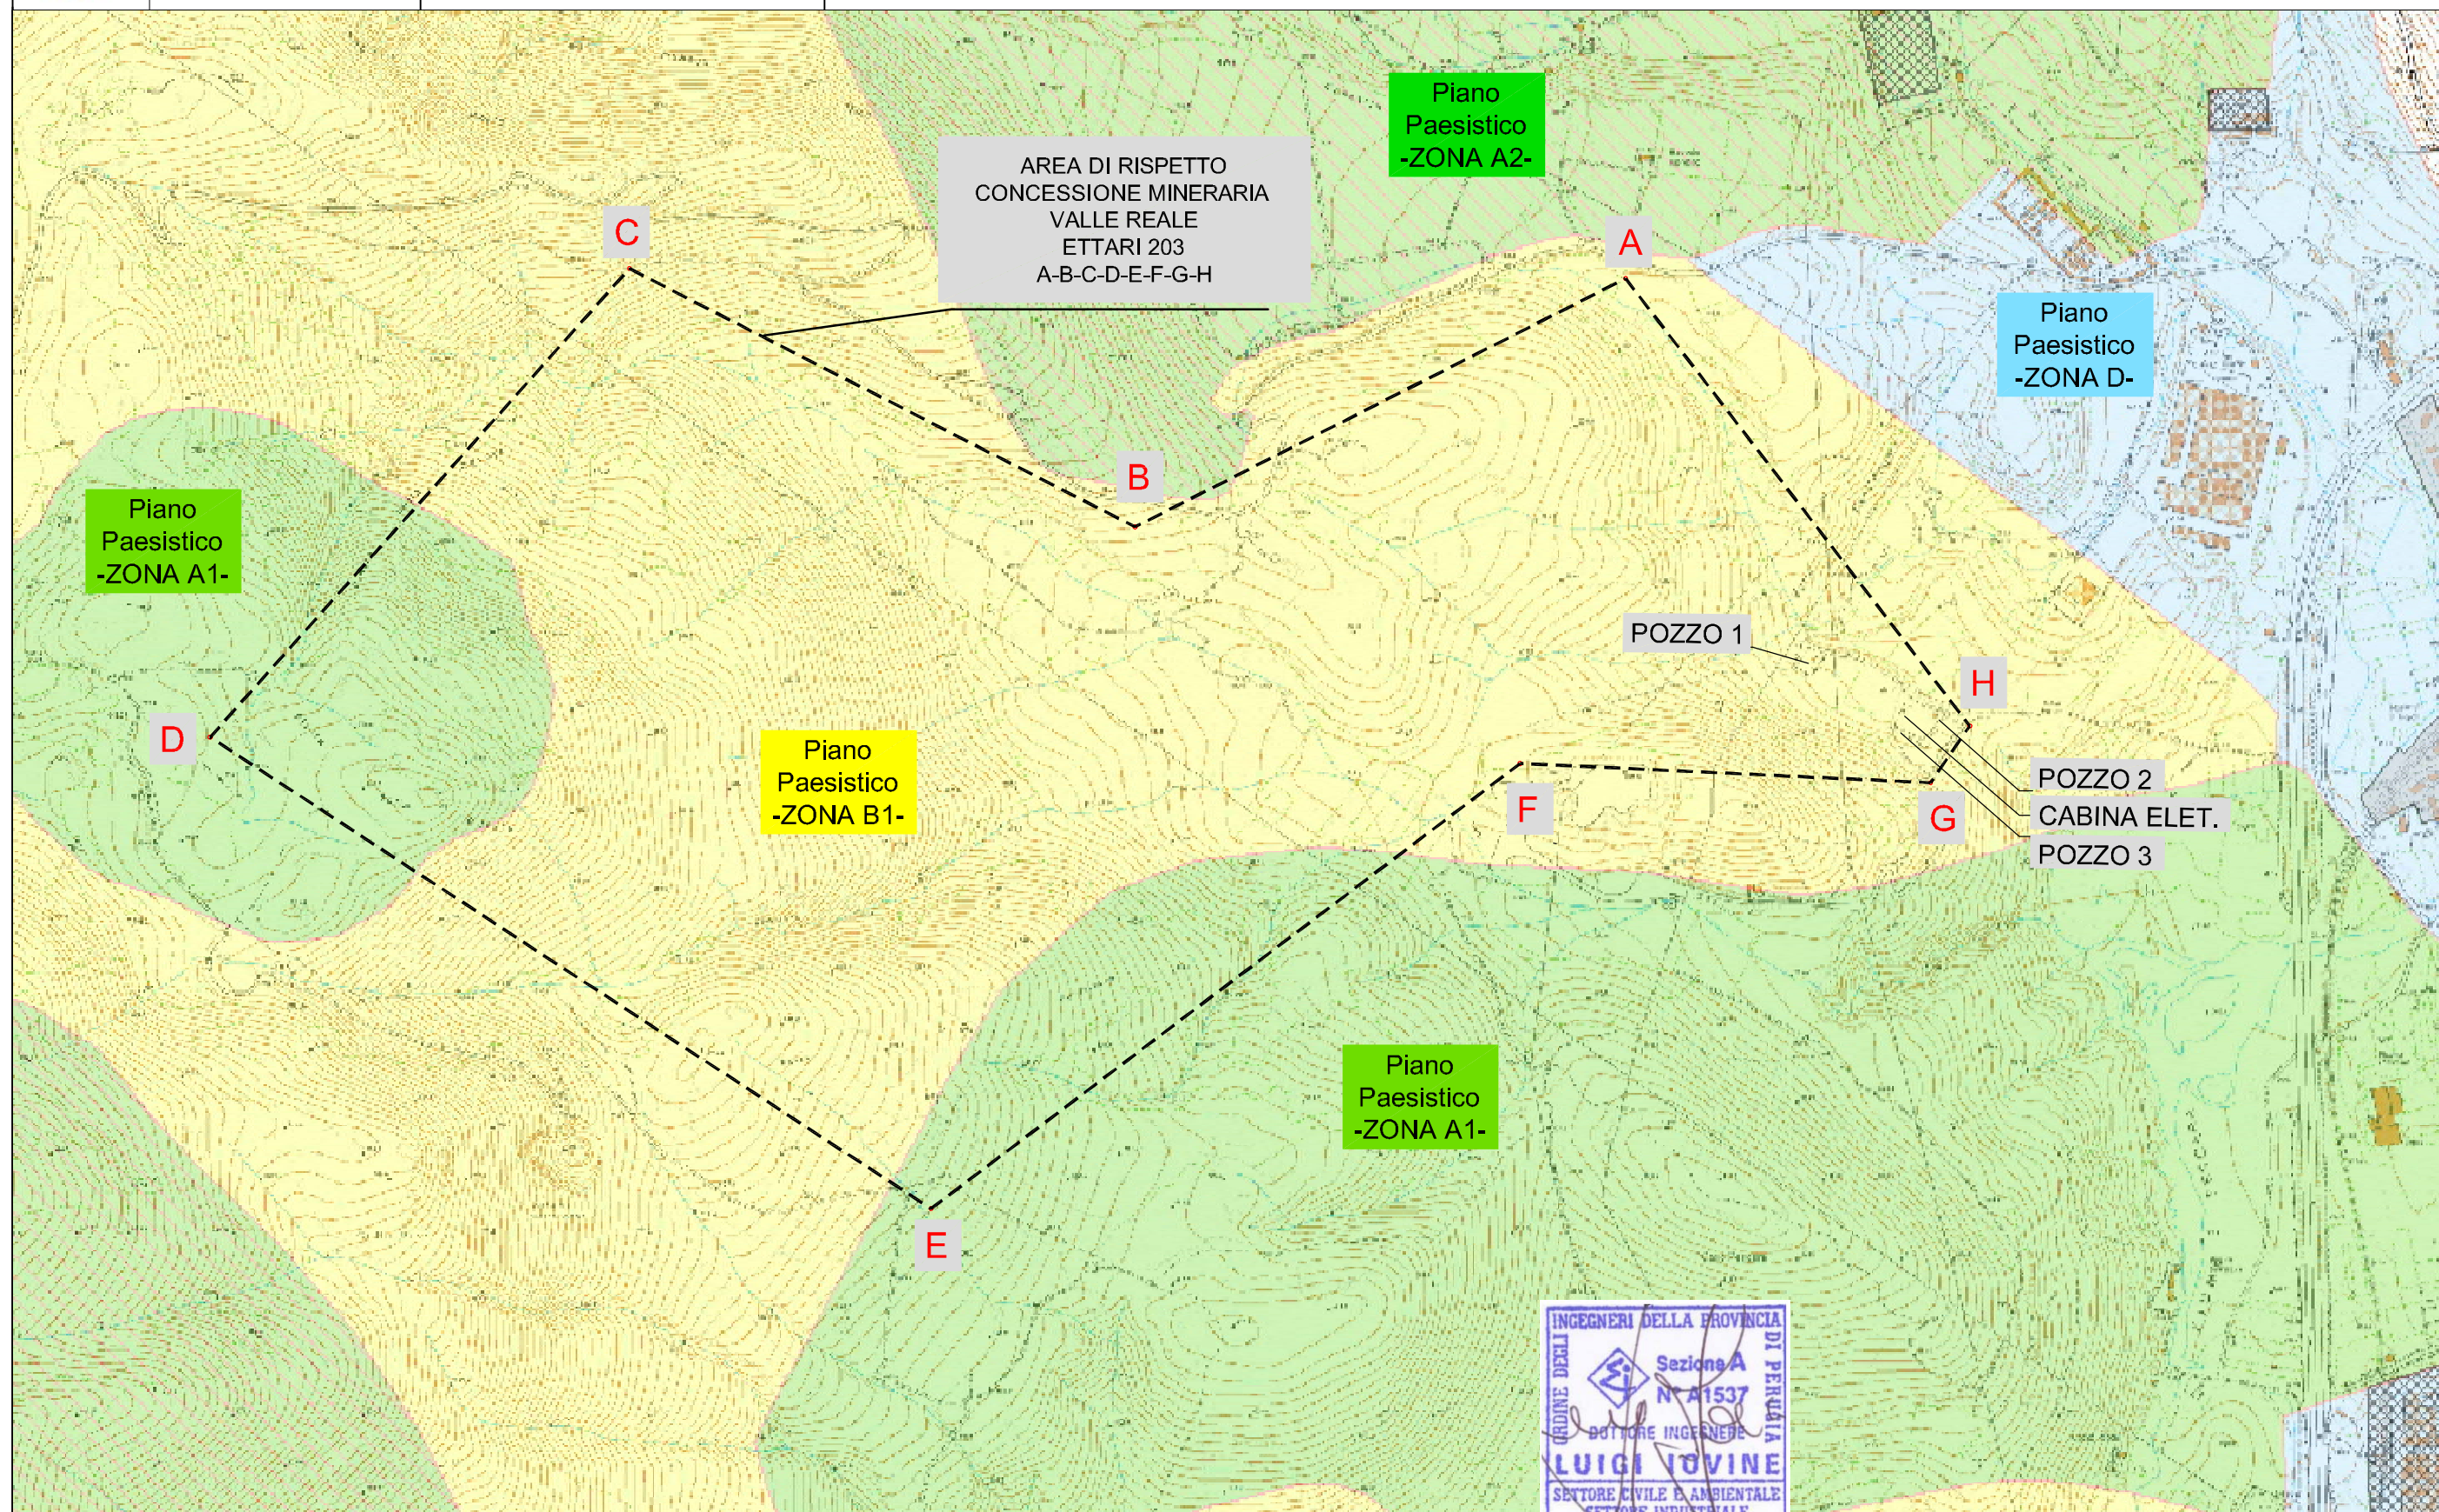 Piano
Paesistico
-ZONA A2-
AREA DI RISPETTO
CONCESSIONE MINERARIA
VALLE REALE
ETTARI 203
A-B-C-D-E-F-G-H
C
A
Piano
Paesistico
-ZONA D-
B
Piano
Paesistico
-ZONA A1-
POZZO 1
H
D
Piano
Paesistico
-ZONA B1-
F
G
POZZO 2
CABINA ELET.
POZZO 3
Piano
Paesistico
-ZONA A1-
E
ORDINE DEGLI
INGEGNERI DELLA PROVINCIA
DI PERUGIA
Sezione A
N° A1537
DOTTORE INGEGNERE
LUIGI IOVINE
SETTORE CIVILE E AMBIENTALE
SETTORE INDUSTRIALE